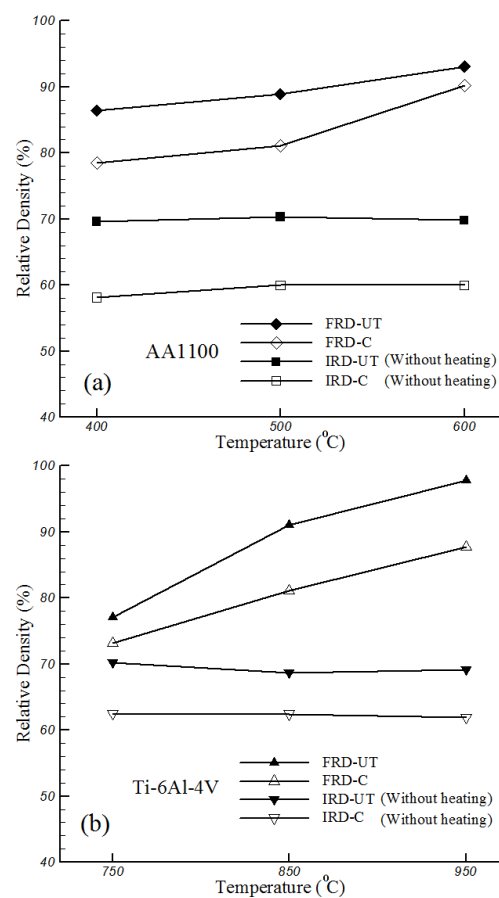 100
90
80
70
60
50
40
Relative Density (%)
FRD-UT
FRD-C
IRD-UT (Without heating)
IRD-C (Without heating)
AA1100
(a)
400 500 600
Temperature (°C)
100
90
80
70
60
50
40
Relative Density (%)
FRD-UT
FRD-C
IRD-UT (Without heating)
IRD-C (Without heating)
Ti-6Al-4V
(b)
750 850 950
Temperature (°C)